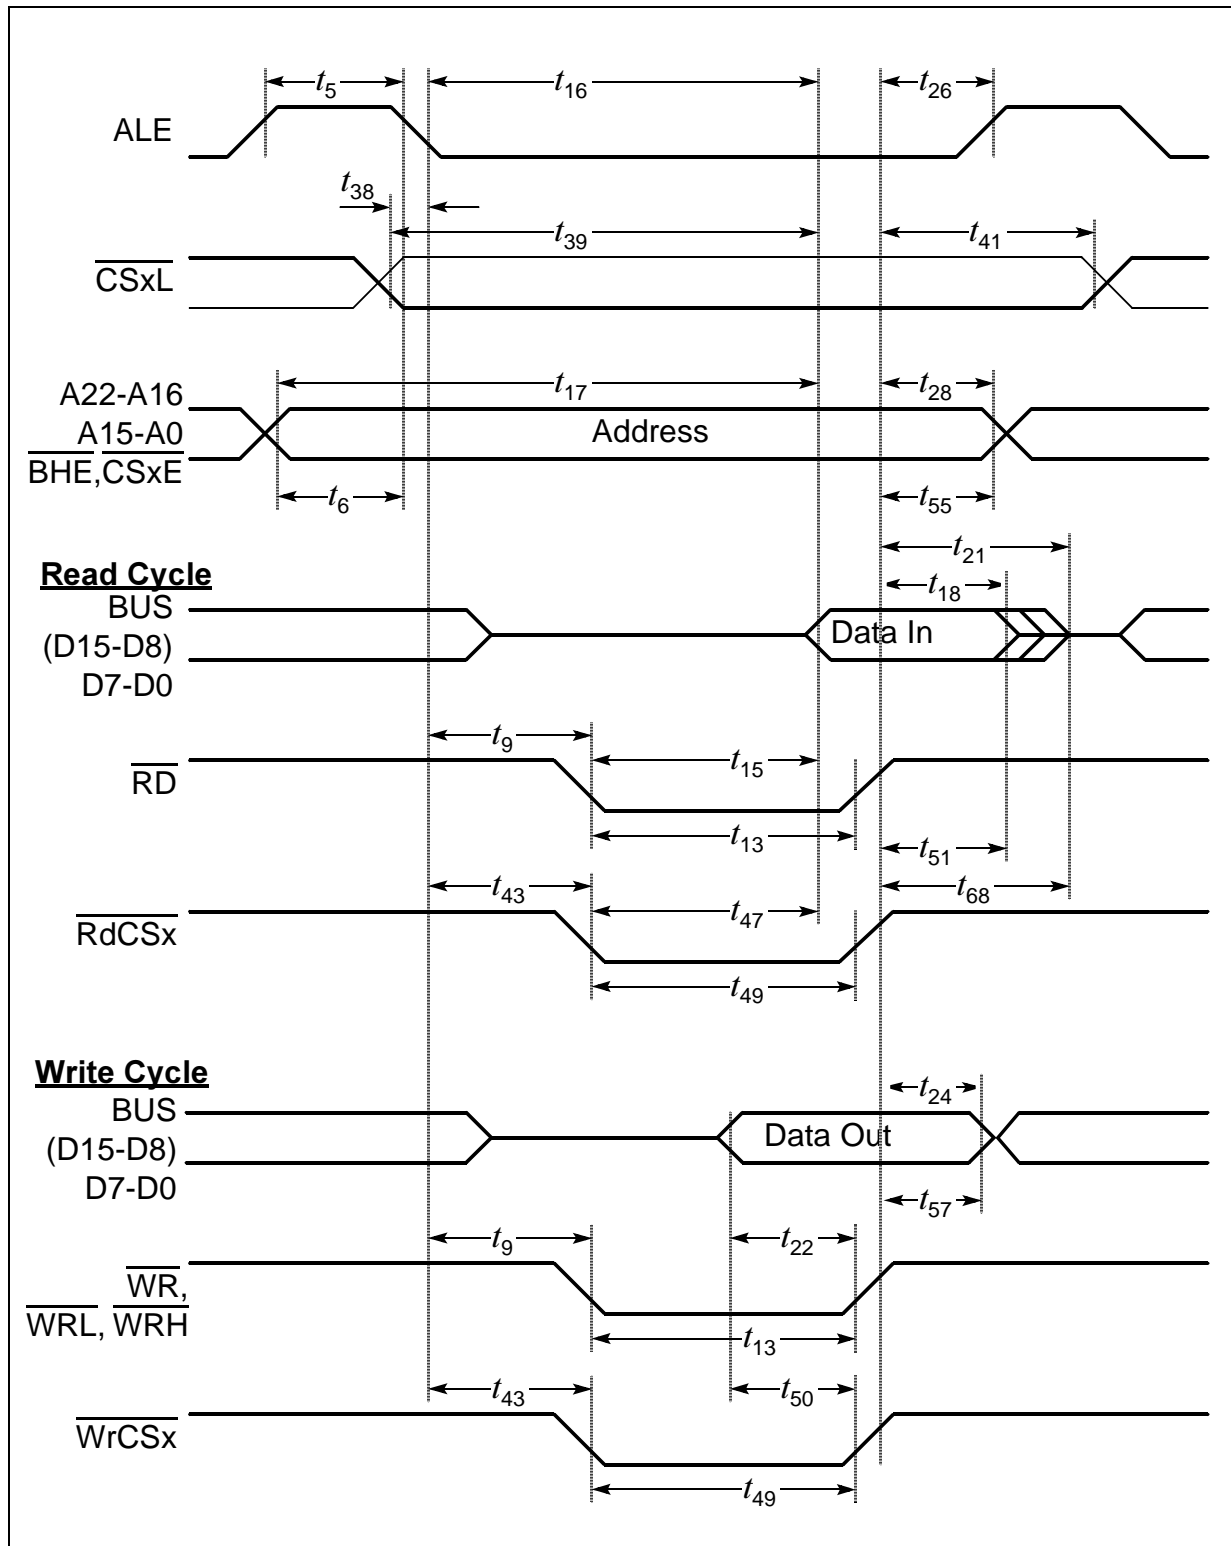 t5
t16
t26
ALE
t38
t39
t41
CSxL
A22-A16
t17
t28
A15-A0
Address
BHE,CSxE
t6
t55
t21
Read Cycle
t18
BUS
Data In
(D15-D8)
D7-D0
t9
t15
RD
t13
t51
t43
t68
t47
RdCSx
t49
Write Cycle
t24
BUS
Data Out
(D15-D8)
D7-D0
t57
t9
t22
WR,
WRL, WRH
t13
t43
t50
WrCSx
t49